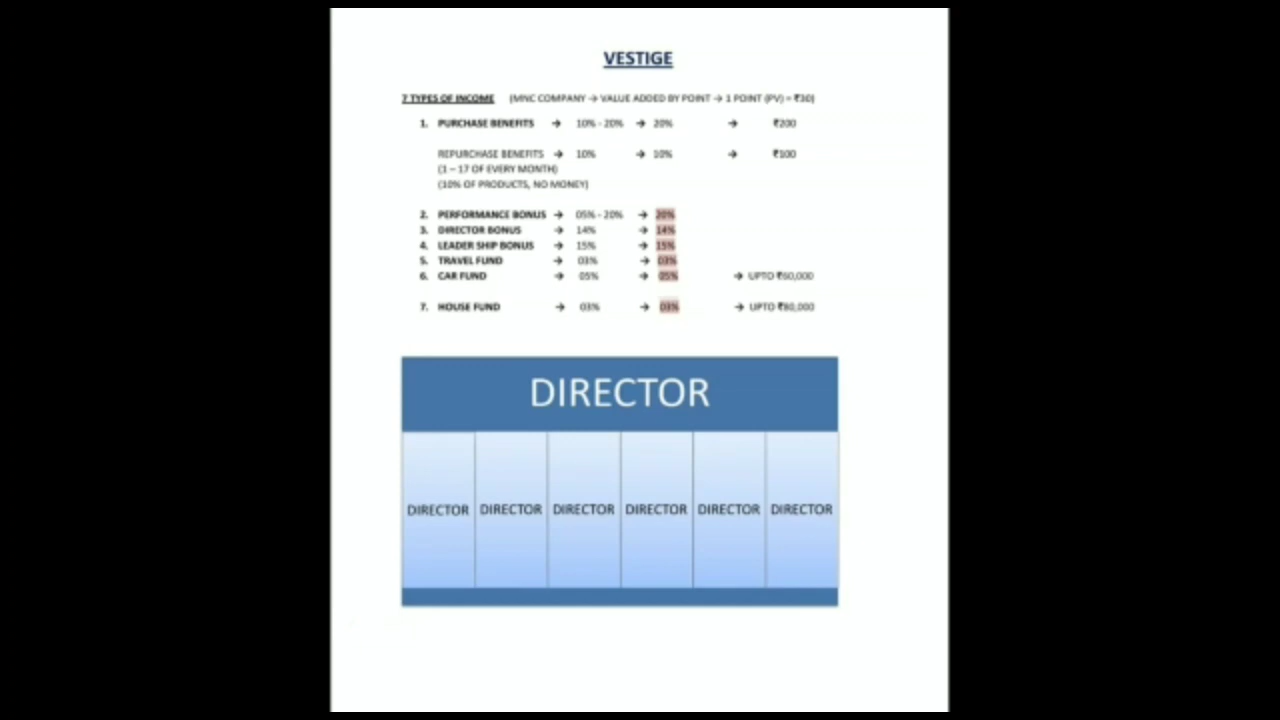 VESTIGE
7 TYPES OF INCOME (MNC COMPANY → VALUE ADDED BY POINT → 1 POINT (PV) = ₹30)
1. PURCHASE BENEFITS → 10% - 20% → 20% → ₹200
REPURCHASE BENEFITS → 10% → 10% → ₹100
(1 – 17 OF EVERY MONTH)
(10% OF PRODUCTS, NO MONEY)
2. PERFORMANCE BONUS → 05% - 20% → 20%
3. DIRECTOR BONUS → 14% → 14%
4. LEADER SHIP BONUS → 15% → 15%
5. TRAVEL FUND → 03% → 03%
6. CAR FUND → 05% → 05% → UPTO ₹60,000
7. HOUSE FUND → 03% → 03% → UPTO ₹80,000
DIRECTOR
DIRECTOR DIRECTOR DIRECTOR DIRECTOR DIRECTOR DIRECTOR